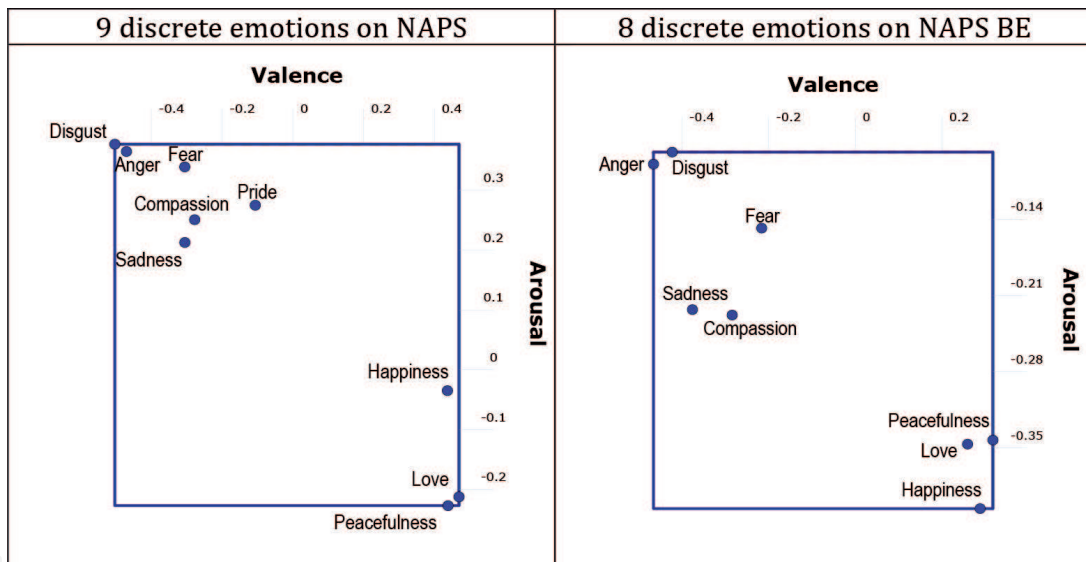 9 discrete emotions on NAPS
Valence
-0.4 -0.2 0 0.2 0.4
Disgust
Anger
Fear
Pride
Compassion
Sadness
Happiness
Love
Peacefulness
0.3
0.2
0.1
0
-0.1
-0.2
Arousal
8 discrete emotions on NAPS BE
Valence
-0.4 -0.2 0 0.2
Anger
Disgust
Fear
Sadness
Compassion
Peacefulness
Love
Happiness
-0.14
-0.21
-0.28
-0.35
Arousal